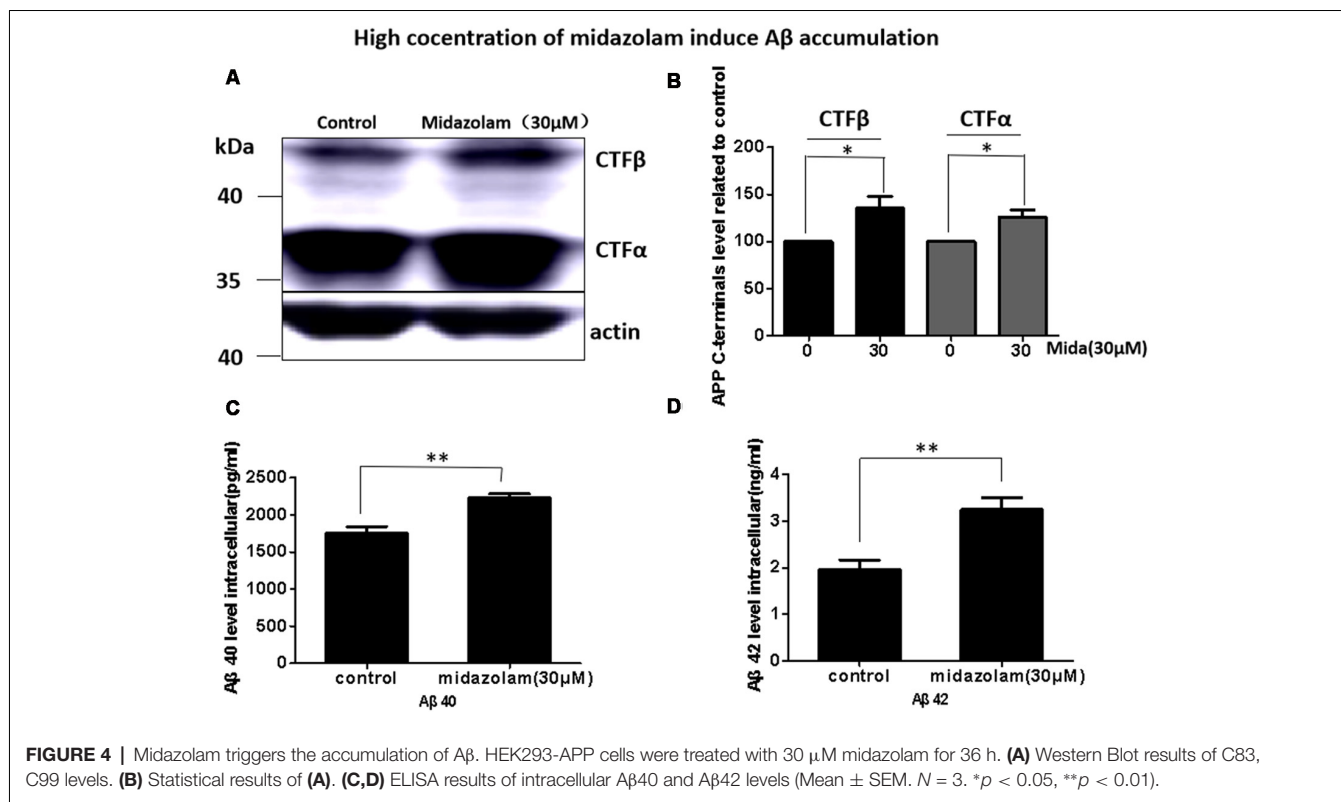 High cocentration of midazolam induce Aβ accumulation
A
Control Midazolam（30μM）
kDa
CTFβ
40
CTFα
35
actin
40
B
CTFβ CTFα
* *
APP C-terminals level related to control
200
150
100
50
0
0 30 0 30 Mida(30μM)
C
**
Aβ 40 level intracellular(pg/ml)
2500
2000
1500
1000
500
0
control midazolam(30μM)
Aβ 40
D
**
Aβ 42 level intracellular(ng/ml)
4
3
2
1
0
control midazolam(30μM)
Aβ 42
FIGURE 4 | Midazolam triggers the accumulation of Aβ. HEK293-APP cells were treated with 30 μM midazolam for 36 h. (A) Western Blot results of C83,
C99 levels. (B) Statistical results of (A). (C,D) ELISA results of intracellular Aβ40 and Aβ42 levels (Mean ± SEM. N = 3. *p < 0.05, **p < 0.01).